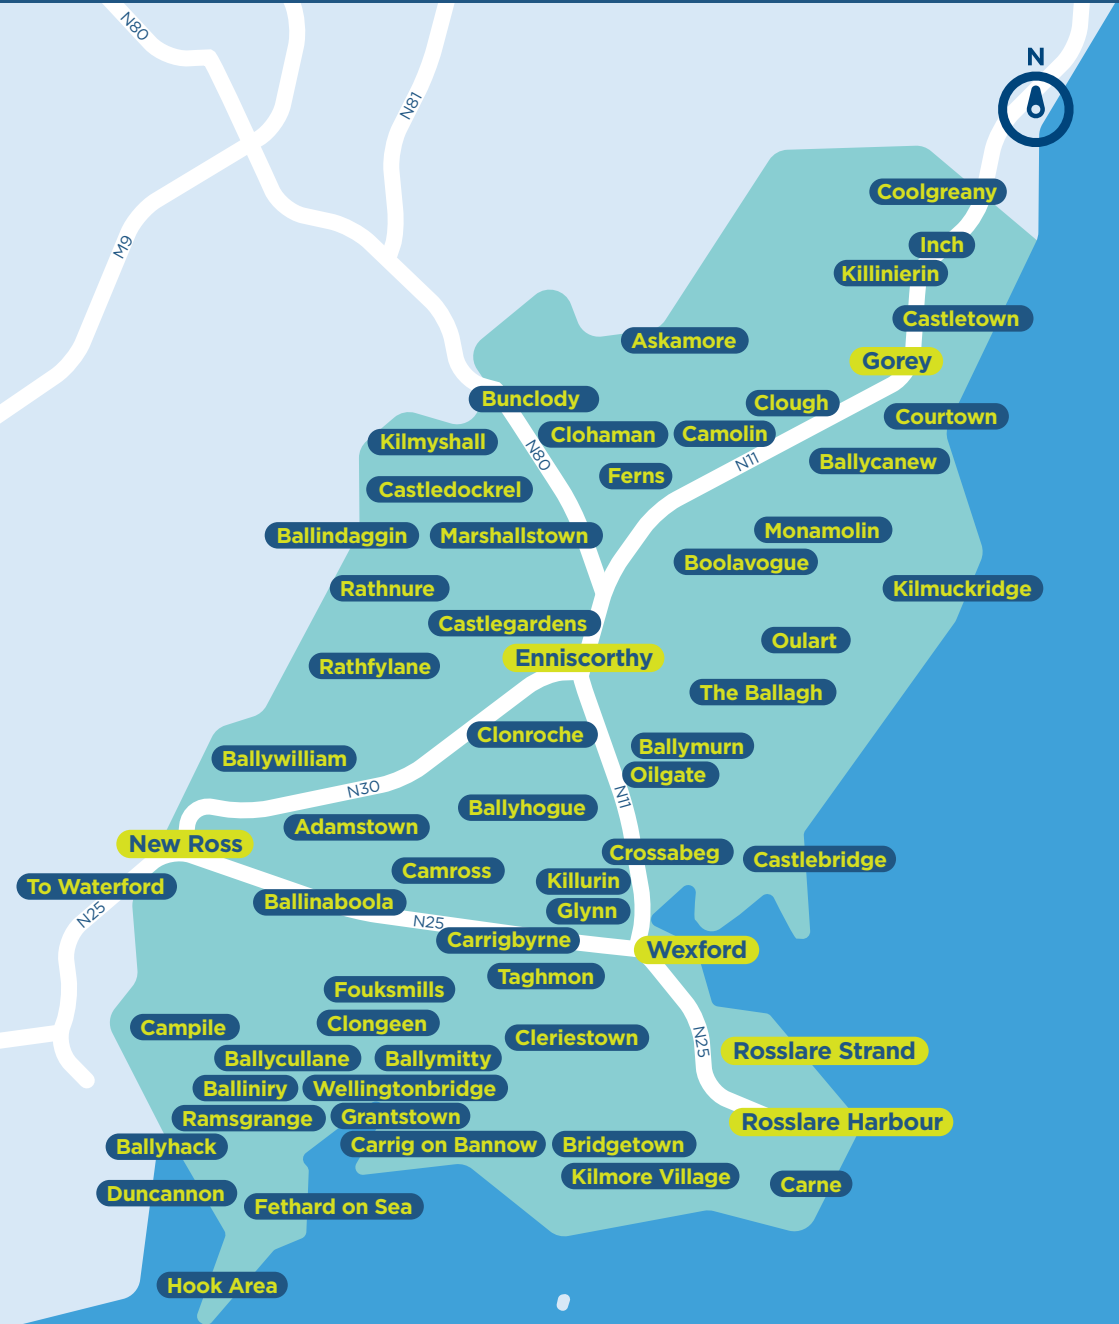 N80
N
N81
Coolgreany
M9
Inch
Killinierin
Castletown
Askamore
Gorey
Bunclody
Clough
Courtown
Kilmyshall
Clohaman
Camolin
N80
N11
Ballycanew
Ferns
Castledockrel
Ballindaggin
Marshallstown
Monamolin
Boolavogue
Rathnure
Kilmuckridge
Castlegardens
Oulart
Enniscorthy
Rathfylane
The Ballagh
Clonroche
Ballymurn
Ballywilliam
Oilgate
N30
N11
Ballyhogue
Adamstown
New Ross
Crossabeg
Castlebridge
Camross
Killurin
To Waterford
Ballinaboola
Glynn
N25
N25
Carrigbyrne
Wexford
Taghmon
Fouksmills
Campile
Clongeen
Cleriestown
N25
Rosslare Strand
Ballycullane
Ballymitty
Balliniry
Wellingtonbridge
Ramsgrange
Grantstown
Rosslare Harbour
Ballyhack
Carrig on Bannow
Bridgetown
Kilmore Village
Carne
Duncannon
Fethard on Sea
Hook Area